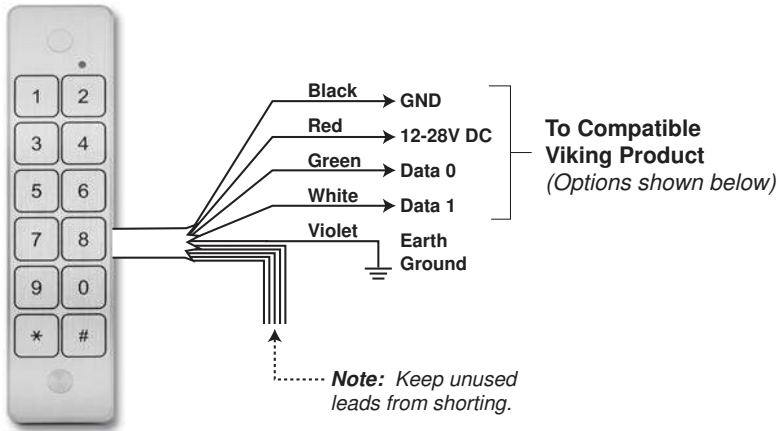 1 2
3 4
5 6
7 8
9 0
* #
Black GND
Red 12-28V DC
Green Data 0
White Data 1
Violet Earth
Ground
To Compatible
Viking Product
(Options shown below)
Note: Keep unused
leads from shorting.